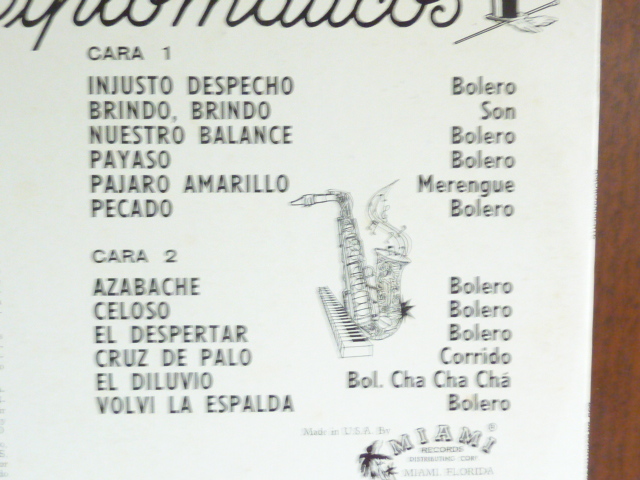 CARA 1
INJUSTO DESPECHO Bolero
BRINDO, BRINDO Son
NUESTRO BALANCE Bolero
PAYASO Bolero
PAJARO AMARILLO Merengue
PECADO Bolero
CARA 2
AZABACHE Bolero
CELOSO Bolero
EL DESPERTAR Bolero
CRUZ DE PALO Corrido
EL DILUVIO Bol. Cha Cha Chá
VOLVI LA ESPALDA Bolero
Made in U.S.A. By
MIAMI ®
RECORDS
DISTRIBUTING CORP
MIAMI, FLORIDA